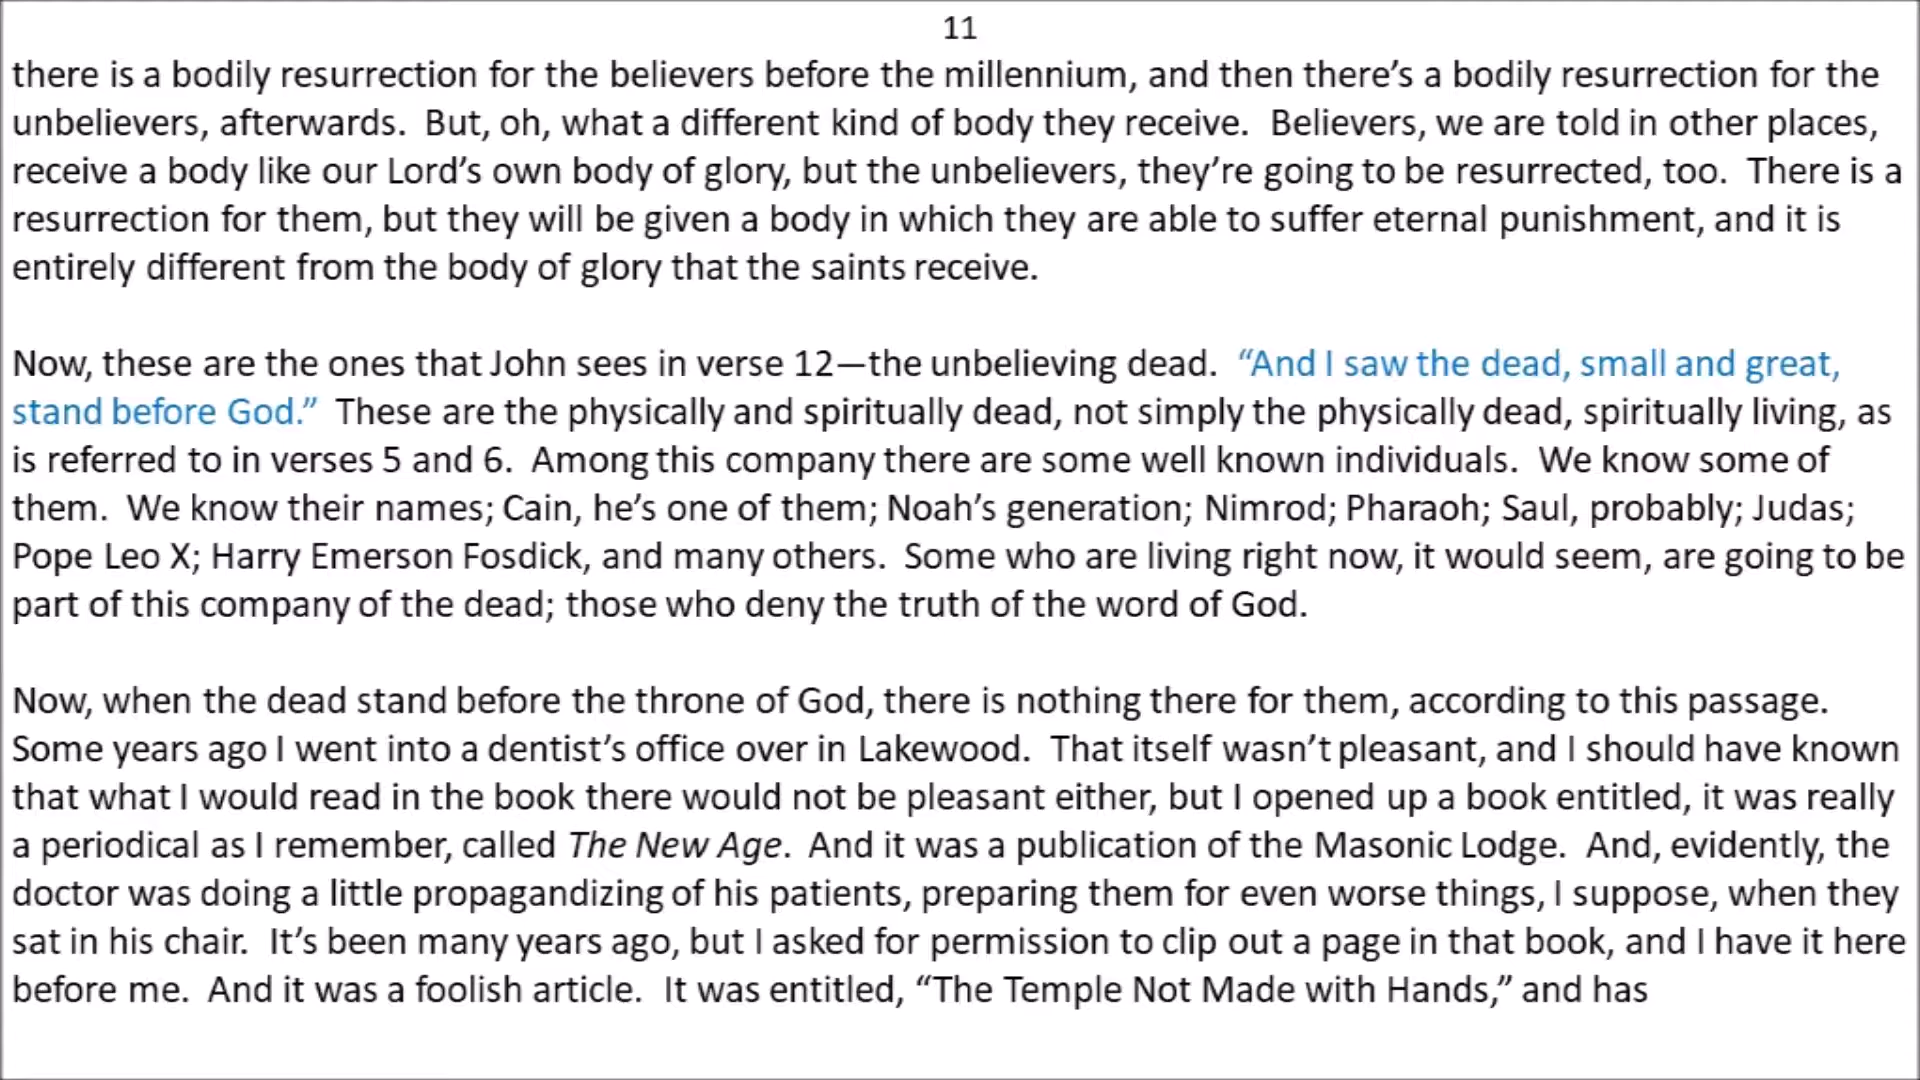 11
there is a bodily resurrection for the believers before the millennium, and then there’s a bodily resurrection for the
unbelievers, afterwards.  But, oh, what a different kind of body they receive.  Believers, we are told in other places,
receive a body like our Lord’s own body of glory, but the unbelievers, they’re going to be resurrected, too.  There is a
resurrection for them, but they will be given a body in which they are able to suffer eternal punishment, and it is
entirely different from the body of glory that the saints receive.
Now, these are the ones that John sees in verse 12—the unbelieving dead.  “And I saw the dead, small and great,
stand before God.”  These are the physically and spiritually dead, not simply the physically dead, spiritually living, as
is referred to in verses 5 and 6.  Among this company there are some well known individuals.  We know some of
them.  We know their names; Cain, he’s one of them; Noah’s generation; Nimrod; Pharaoh; Saul, probably; Judas;
Pope Leo X; Harry Emerson Fosdick, and many others.  Some who are living right now, it would seem, are going to be
part of this company of the dead; those who deny the truth of the word of God.
Now, when the dead stand before the throne of God, there is nothing there for them, according to this passage.
Some years ago I went into a dentist’s office over in Lakewood.  That itself wasn’t pleasant, and I should have known
that what I would read in the book there would not be pleasant either, but I opened up a book entitled, it was really
a periodical as I remember, called The New Age.  And it was a publication of the Masonic Lodge.  And, evidently, the
doctor was doing a little propagandizing of his patients, preparing them for even worse things, I suppose, when they
sat in his chair.  It’s been many years ago, but I asked for permission to clip out a page in that book, and I have it here
before me.  And it was a foolish article.  It was entitled, “The Temple Not Made with Hands,” and has